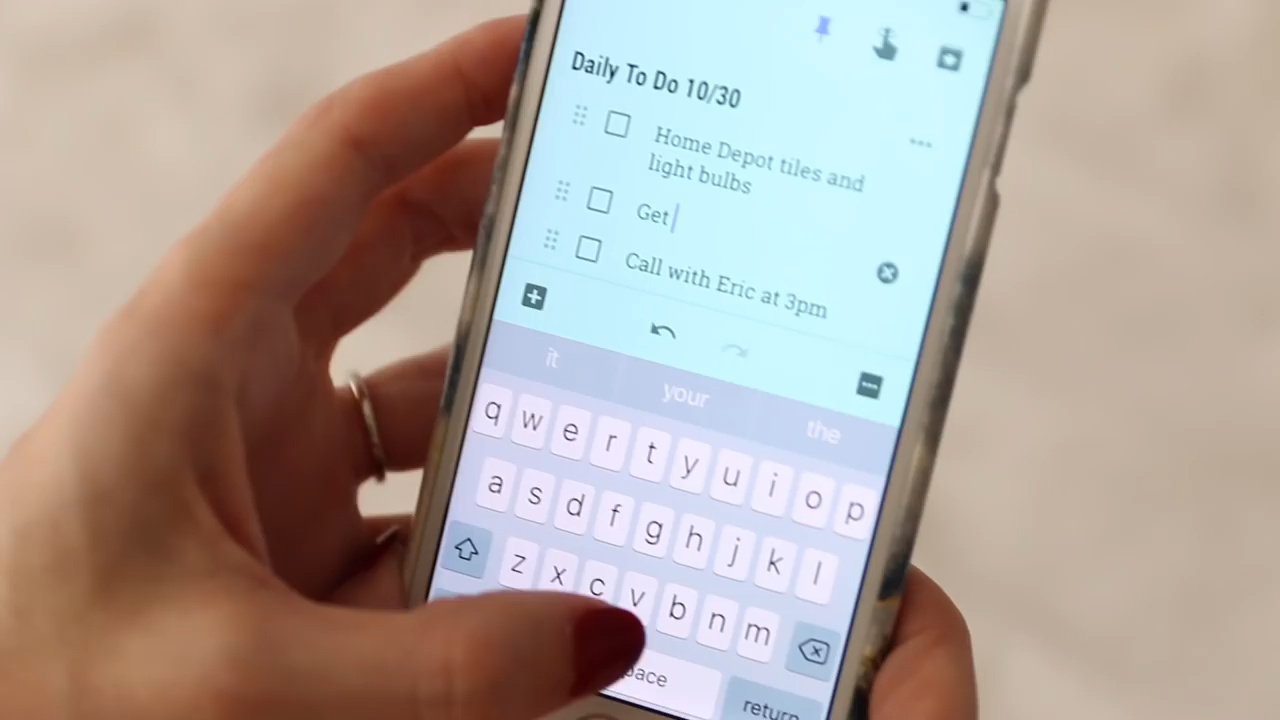 Daily To Do 10/30
Home Depot tiles and
light bulbs
Get
Call with Eric at 3pm
it your the
q w e r t y u i o p
a s d f g h j k l
z x c v b n m
return